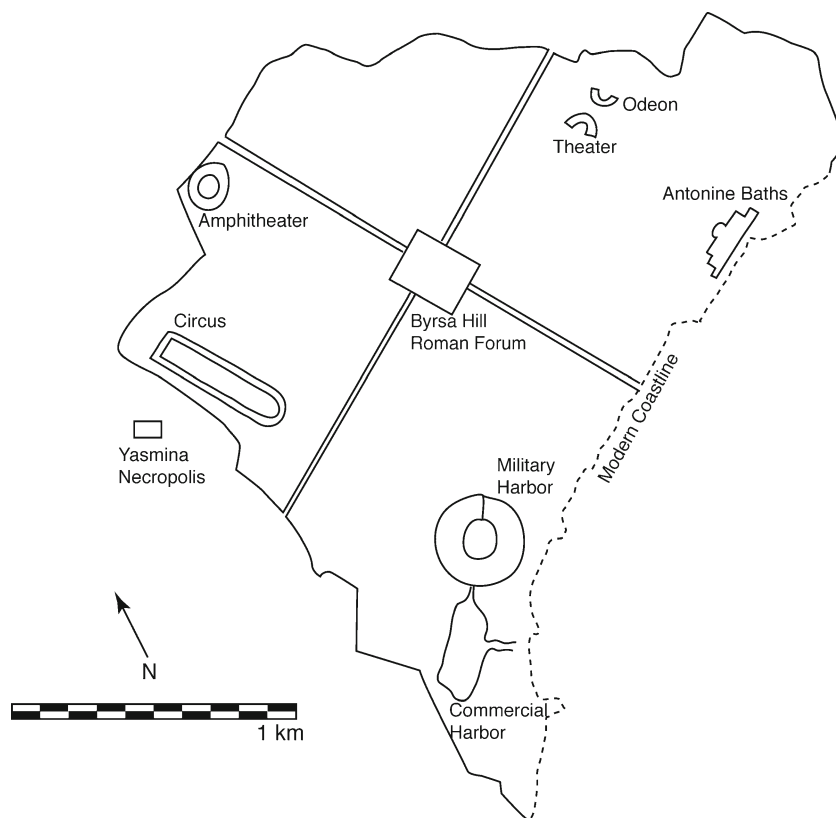 Odeon
Theater
Antonine Baths
Amphitheater
Byrsa Hill
Roman Forum
Circus
Modern Coastline
Yasmina
Necropolis
Military
Harbor
N
Commercial
Harbor
1 km